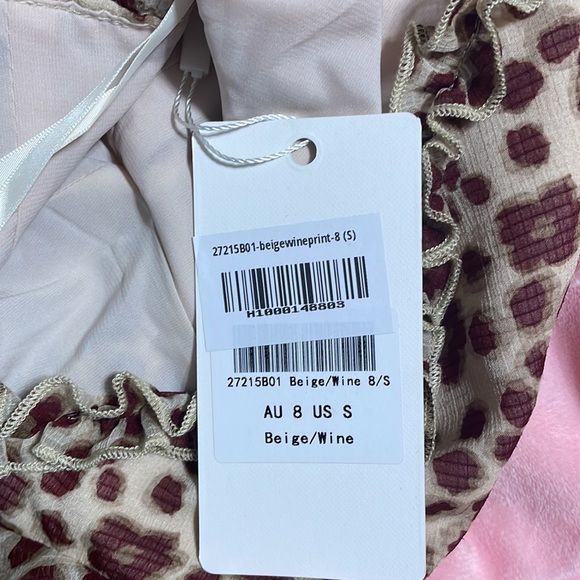 27215B01-beigewineprint-8 (S)
H1000148803
27215B01 Beige/Wine 8/S
AU 8 US S
Beige/Wine